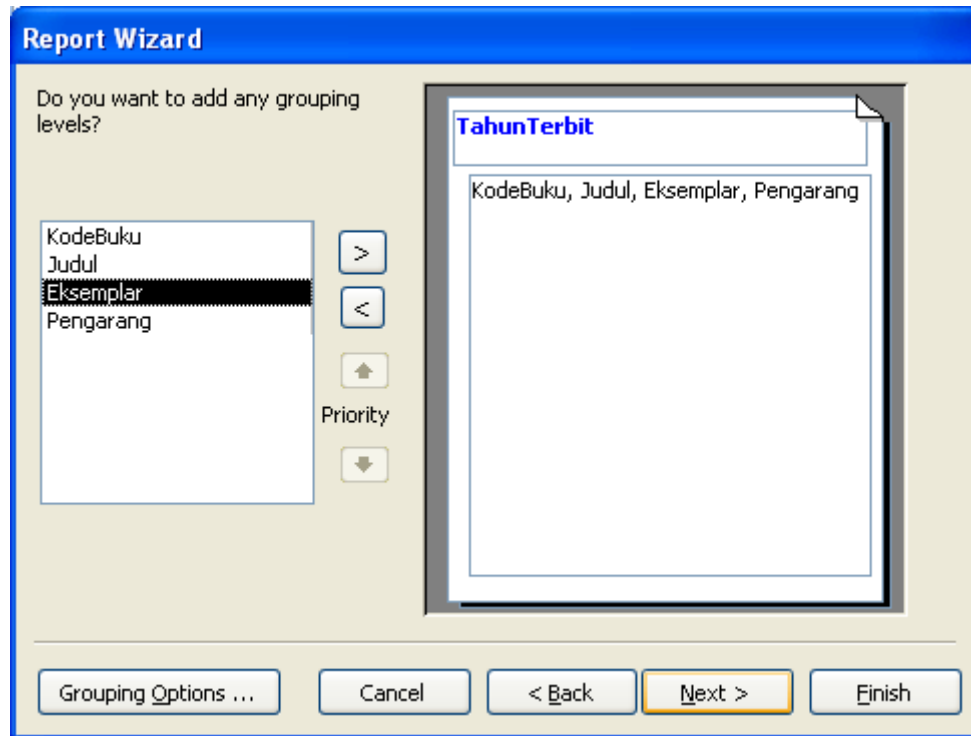 Report Wizard
Do you want to add any grouping
levels?
KodeBuku
Judul
Eksemplar
Pengarang
>
<
Priority
TahunTerbit
KodeBuku, Judul, Eksemplar, Pengarang
Grouping Options ...
Cancel
< Back
Next >
Finish